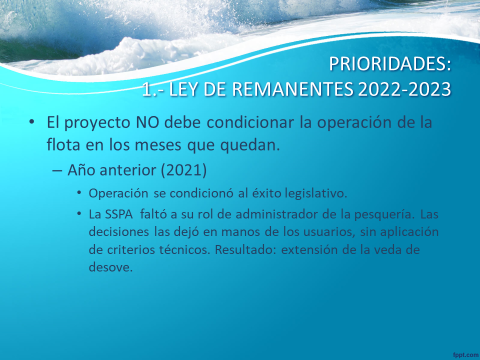 PRIORIDADES:
1.- LEY DE REMANENTES 2022-2023
• El proyecto NO debe condicionar la operación de la
flota en los meses que quedan.
– Año anterior (2021)
• Operación se condicionó al éxito legislativo.
• La SSPA faltó a su rol de administrador de la pesquería. Las
decisiones las dejó en manos de los usuarios, sin aplicación
de criterios técnicos. Resultado: extensión de la veda de
desove.
fppt.com